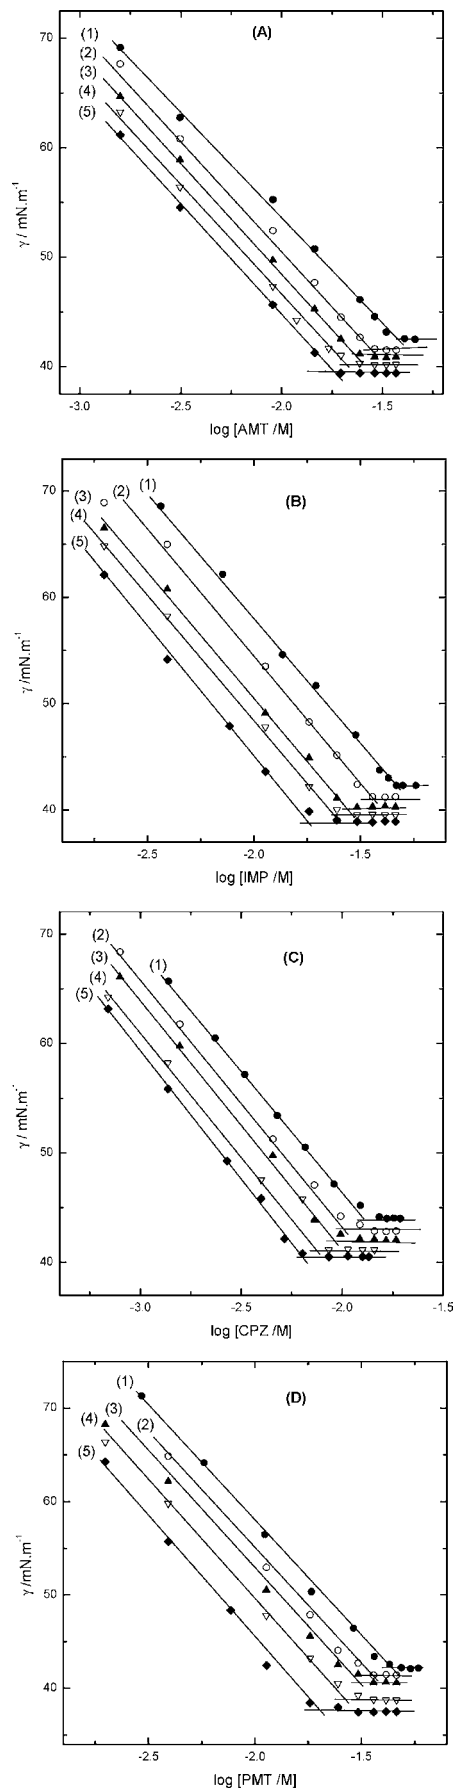 (A)
(1)
(2)
(3)
(4)
(5)
70
60
50
40
γ / mN.m⁻¹
-3.0 -2.5 -2.0 -1.5
log [AMT /M]
(B)
(1)
(2)
(3)
(4)
(5)
70
60
50
40
γ /mN.m⁻¹
-2.5 -2.0 -1.5
log [IMP /M]
(C)
(1)
(2)
(3)
(4)
(5)
70
60
50
40
γ / mN.m⁻
-3.0 -2.5 -2.0 -1.5
log [CPZ /M]
(D)
(1)
(2)
(3)
(4)
(5)
70
60
50
40
γ /mN.m⁻¹
-2.5 -2.0 -1.5
log [PMT /M]